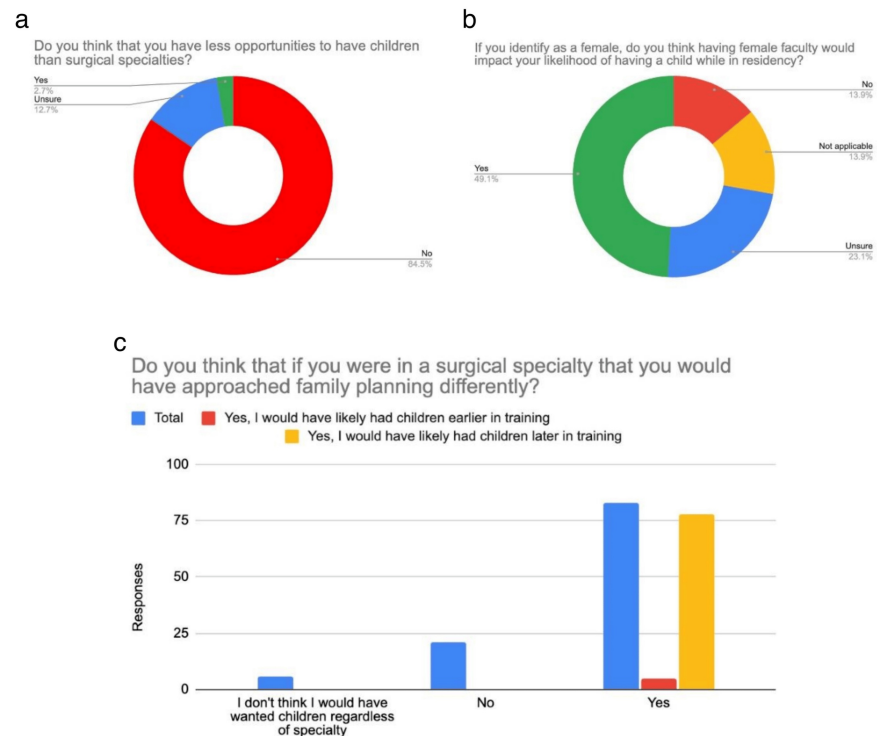 a
Do you think that you have less opportunities to have children
than surgical specialties?
Yes
2.7%
Unsure
12.7%
No
84.5%
b
If you identify as a female, do you think having female faculty would
impact your likelihood of having a child while in residency?
No
13.9%
Not applicable
13.9%
Yes
49.1%
Unsure
23.1%
c
Do you think that if you were in a surgical specialty that you would
have approached family planning differently?
Total
Yes, I would have likely had children earlier in training
Yes, I would have likely had children later in training
100
75
50
25
0
Responses
I don't think I would have
wanted children regardless
of specialty
No
Yes